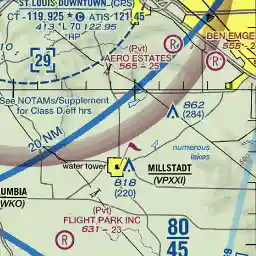 ST LOUIS DOWNTOWN (CPS)
CT - 119.925 * C ATIS 121.45
413 L 70 122.95
RP
(Pvt)
AERO ESTATES
565 - 25
R
BEN EMGE
555
R
29
See NOTAMs/Supplement
for Class D eff hrs
862
(284)
20 NM
numerous
lakes
water tower
MILLSTADT
(VPXXI)
818
(220)
UMBIA
WKO)
(Pvt)
FLIGHT PARK INC
631 - 23
R
80
45